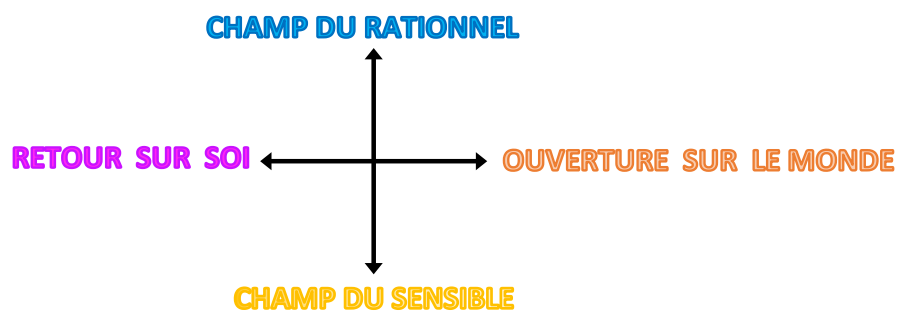 CHAMP DU RATIONNEL
RETOUR SUR SOI
OUVERTURE SUR LE MONDE
CHAMP DU SENSIBLE